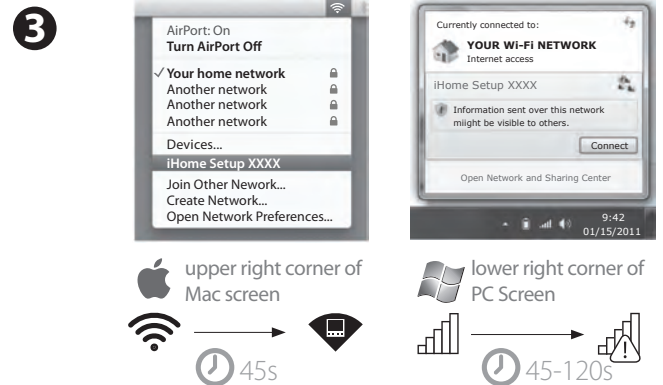 3
AirPort: On
Turn AirPort Off
✓ Your home network
Another network
Another network
Another network
Devices...
iHome Setup XXXX
Join Other Nework...
Create Network...
Open Network Preferences...
upper right corner of
Mac screen
45s
Currently connected to:
YOUR Wi-Fi NETWORK
Internet access
iHome Setup XXXX
Information sent over this network
miight be visible to others.
Connect
Open Network and Sharing Center
9:42
01/15/2011
lower right corner of
PC Screen
45-120s